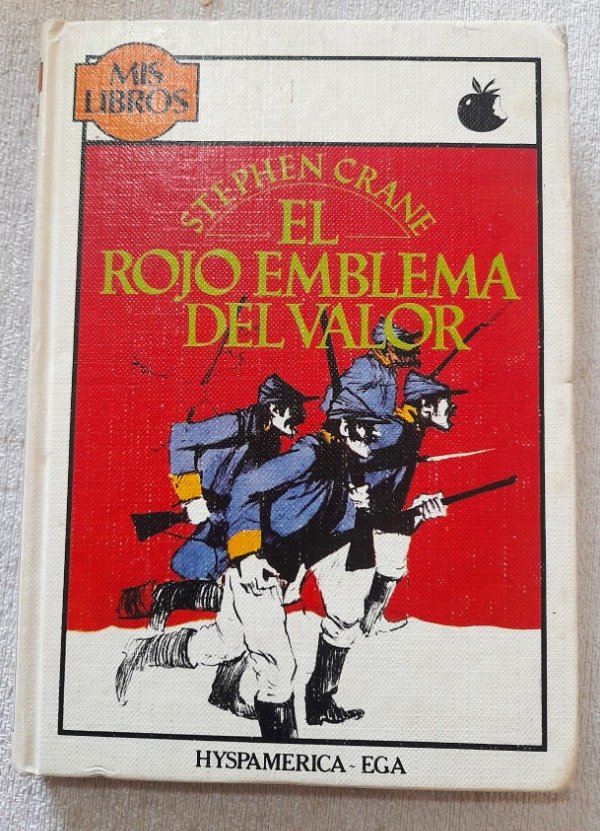 MIS
LIBROS
STEPHEN CRANE
EL
ROJO EMBLEMA
DEL VALOR
HYSPAMERICA - EGA